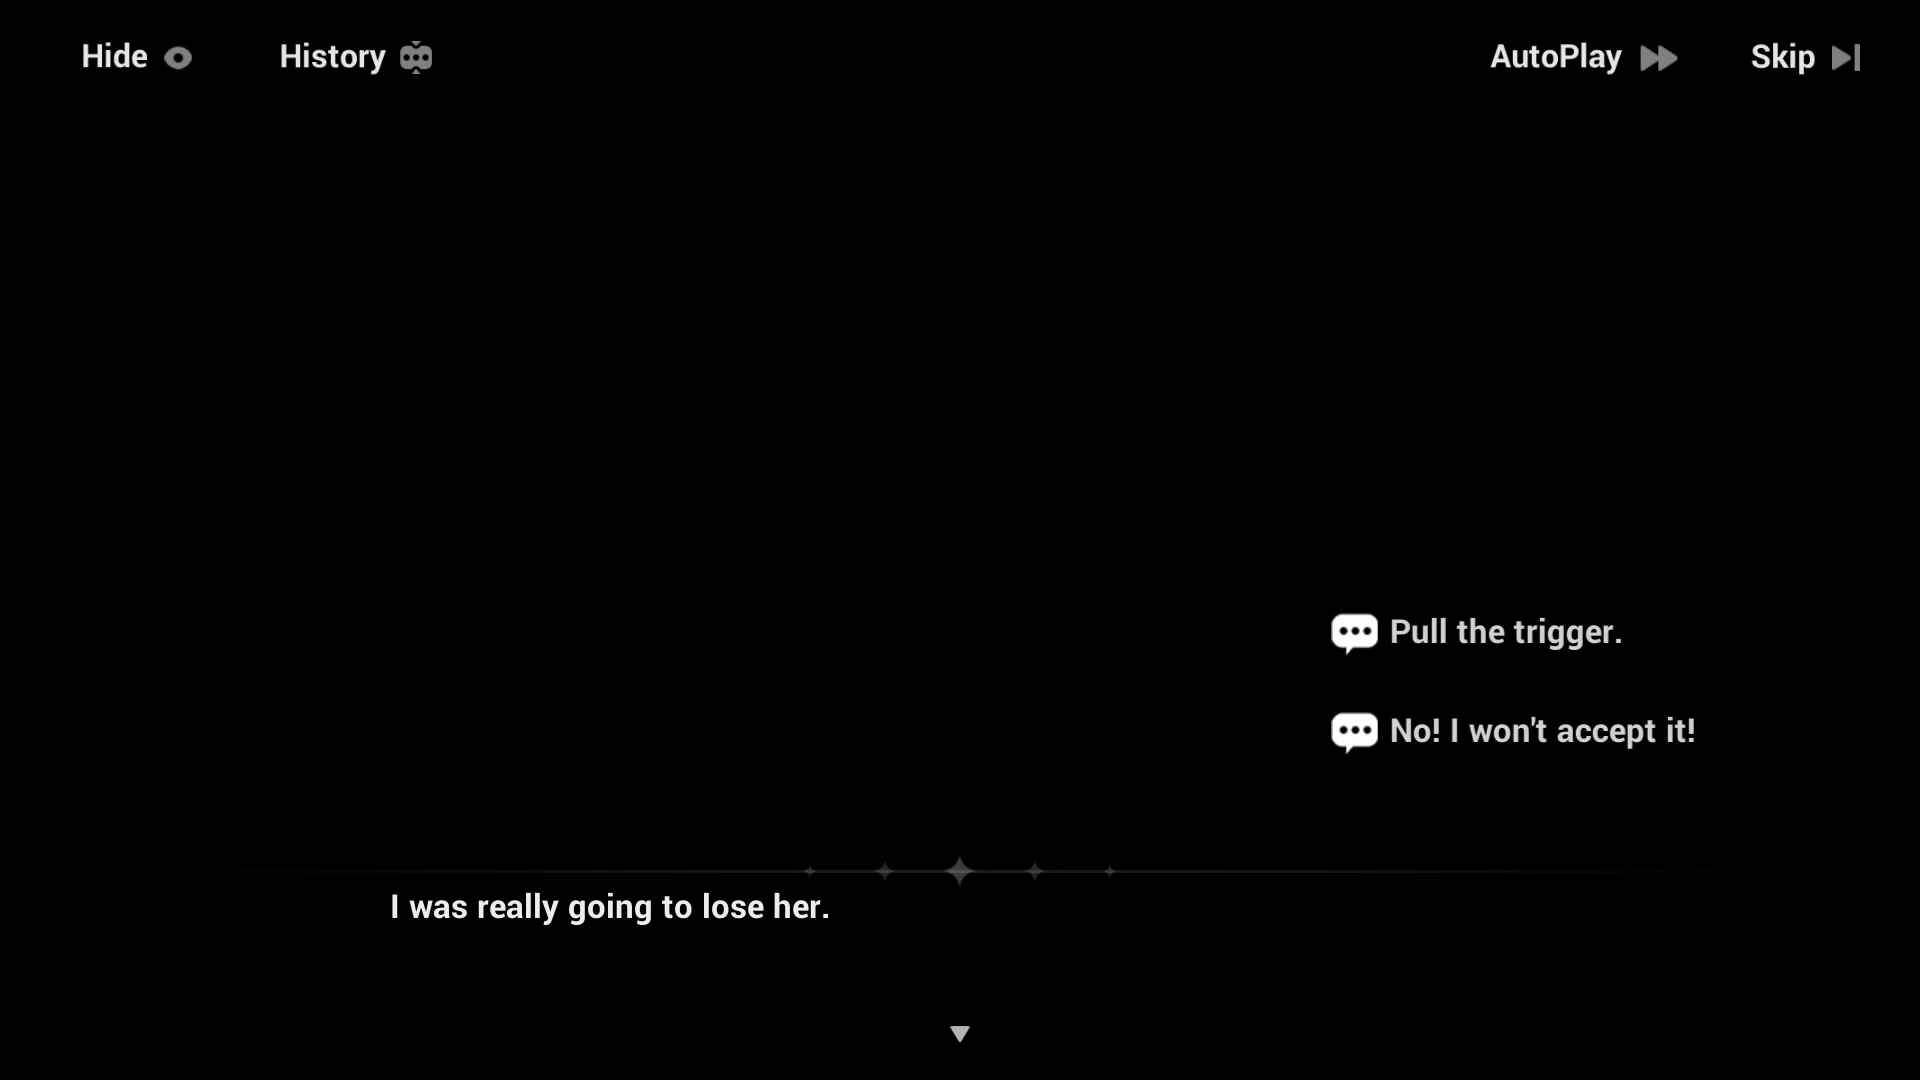 Hide
History
AutoPlay
Skip
Pull the trigger.
No! I won't accept it!
I was really going to lose her.